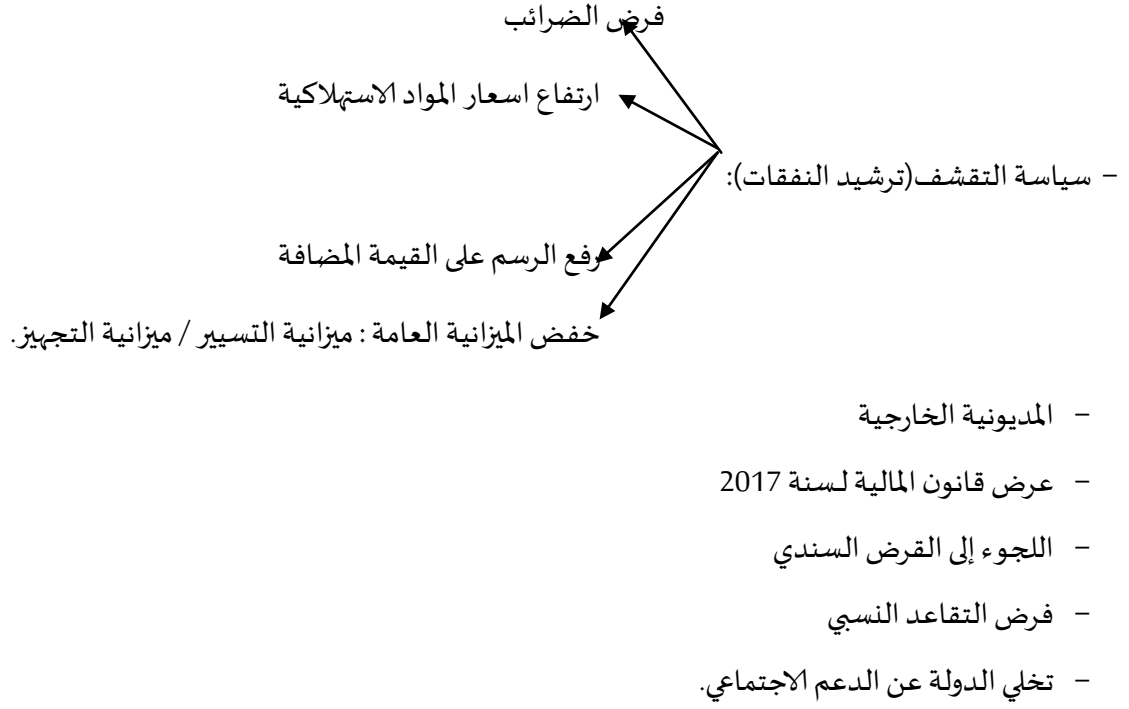 فرض الضرائب
ارتفاع اسعار المواد الاستهلاكية
– سياسة التقشف(ترشيد النفقات):
رفع الرسم على القيمة المضافة
خفض الميزانية العامة : ميزانية التسيير / ميزانية التجهيز.
– المديونية الخارجية
– عرض قانون المالية لـسنة 2017
– اللجوء إلى القرض السندي
– فرض التقاعد النسبي
– تخلي الدولة عن الدعم الاجتماعي.